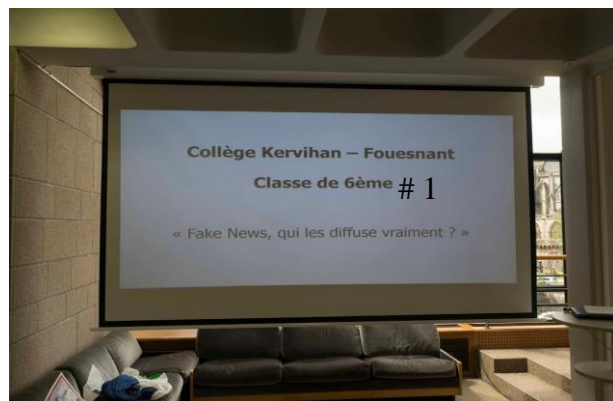 Collège Kervihan – Fouesnant
Classe de 6ème # 1
« Fake News, qui les diffuse vraiment ? »